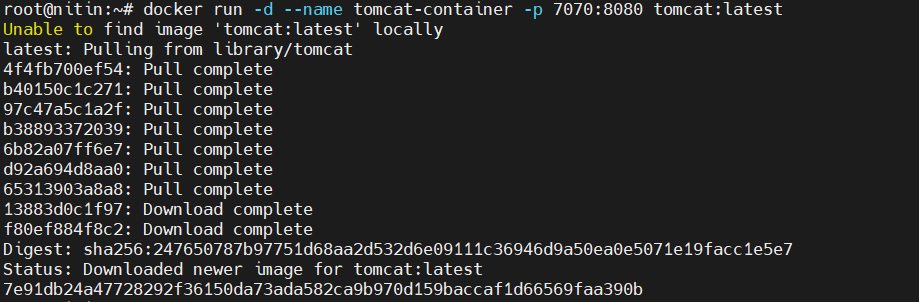 root@nitin:~# docker run -d --name tomcat-container -p 7070:8080 tomcat:latest
Unable to find image 'tomcat:latest' locally
latest: Pulling from library/tomcat
4f4fb700ef54: Pull complete
b40150c1c271: Pull complete
97c47a5c1a2f: Pull complete
b38893372039: Pull complete
6b82a07ff6e7: Pull complete
d92a694d8aa0: Pull complete
65313903a8a8: Pull complete
13883d0c1f97: Download complete
f80ef884f8c2: Download complete
Digest: sha256:247650787b97751d68aa2d532d6e09111c36946d9a50ea0e5071e19facc1e5e7
Status: Downloaded newer image for tomcat:latest
7e91db24a47728292f36150da73ada582ca9b970d159baccaf1d66569faa390b